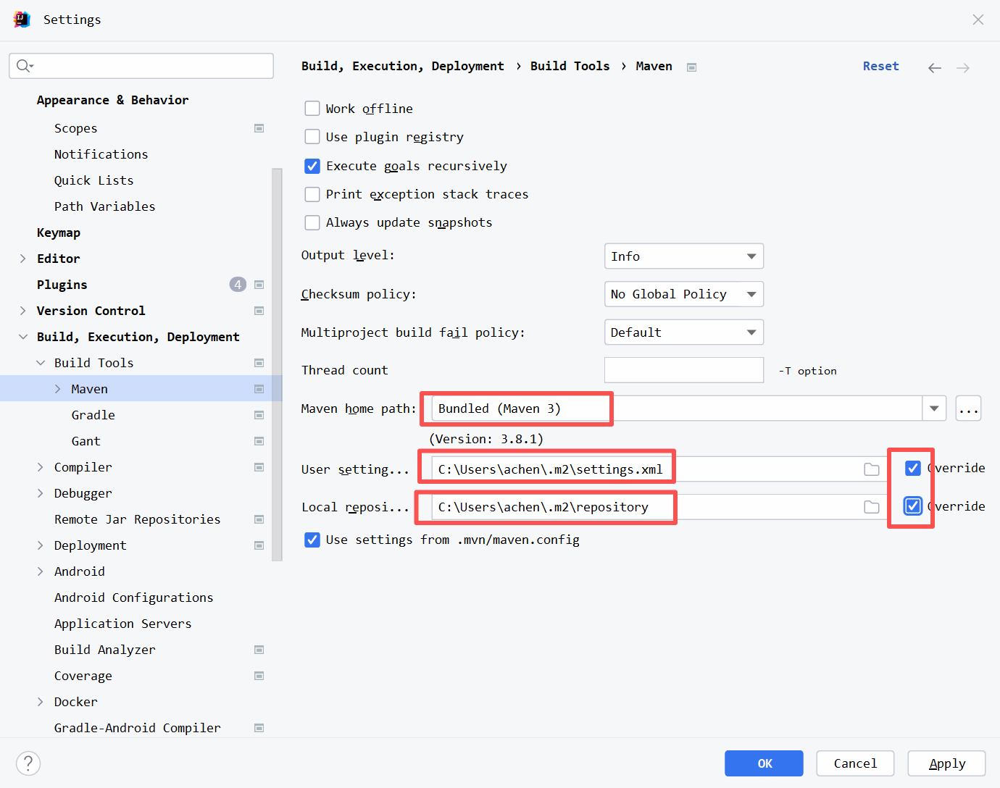 Settings
Build, Execution, Deployment › Build Tools › Maven
Reset
Appearance & Behavior
Scopes
Notifications
Quick Lists
Path Variables
Keymap
Editor
Plugins 4
Version Control
Build, Execution, Deployment
Build Tools
Maven
Gradle
Gant
Compiler
Debugger
Remote Jar Repositories
Deployment
Android
Android Configurations
Application Servers
Build Analyzer
Coverage
Docker
Gradle-Android Compiler
Work offline
Use plugin registry
Execute goals recursively
Print exception stack traces
Always update snapshots
Output level: Info
Checksum policy: No Global Policy
Multiproject build fail policy: Default
Thread count -T option
Maven home path: Bundled (Maven 3) ...
(Version: 3.8.1)
User setting... C:\Users\achen\.m2\settings.xml Override
Local reposi... C:\Users\achen\.m2\repository Override
Use settings from .mvn/maven.config
? OK Cancel Apply